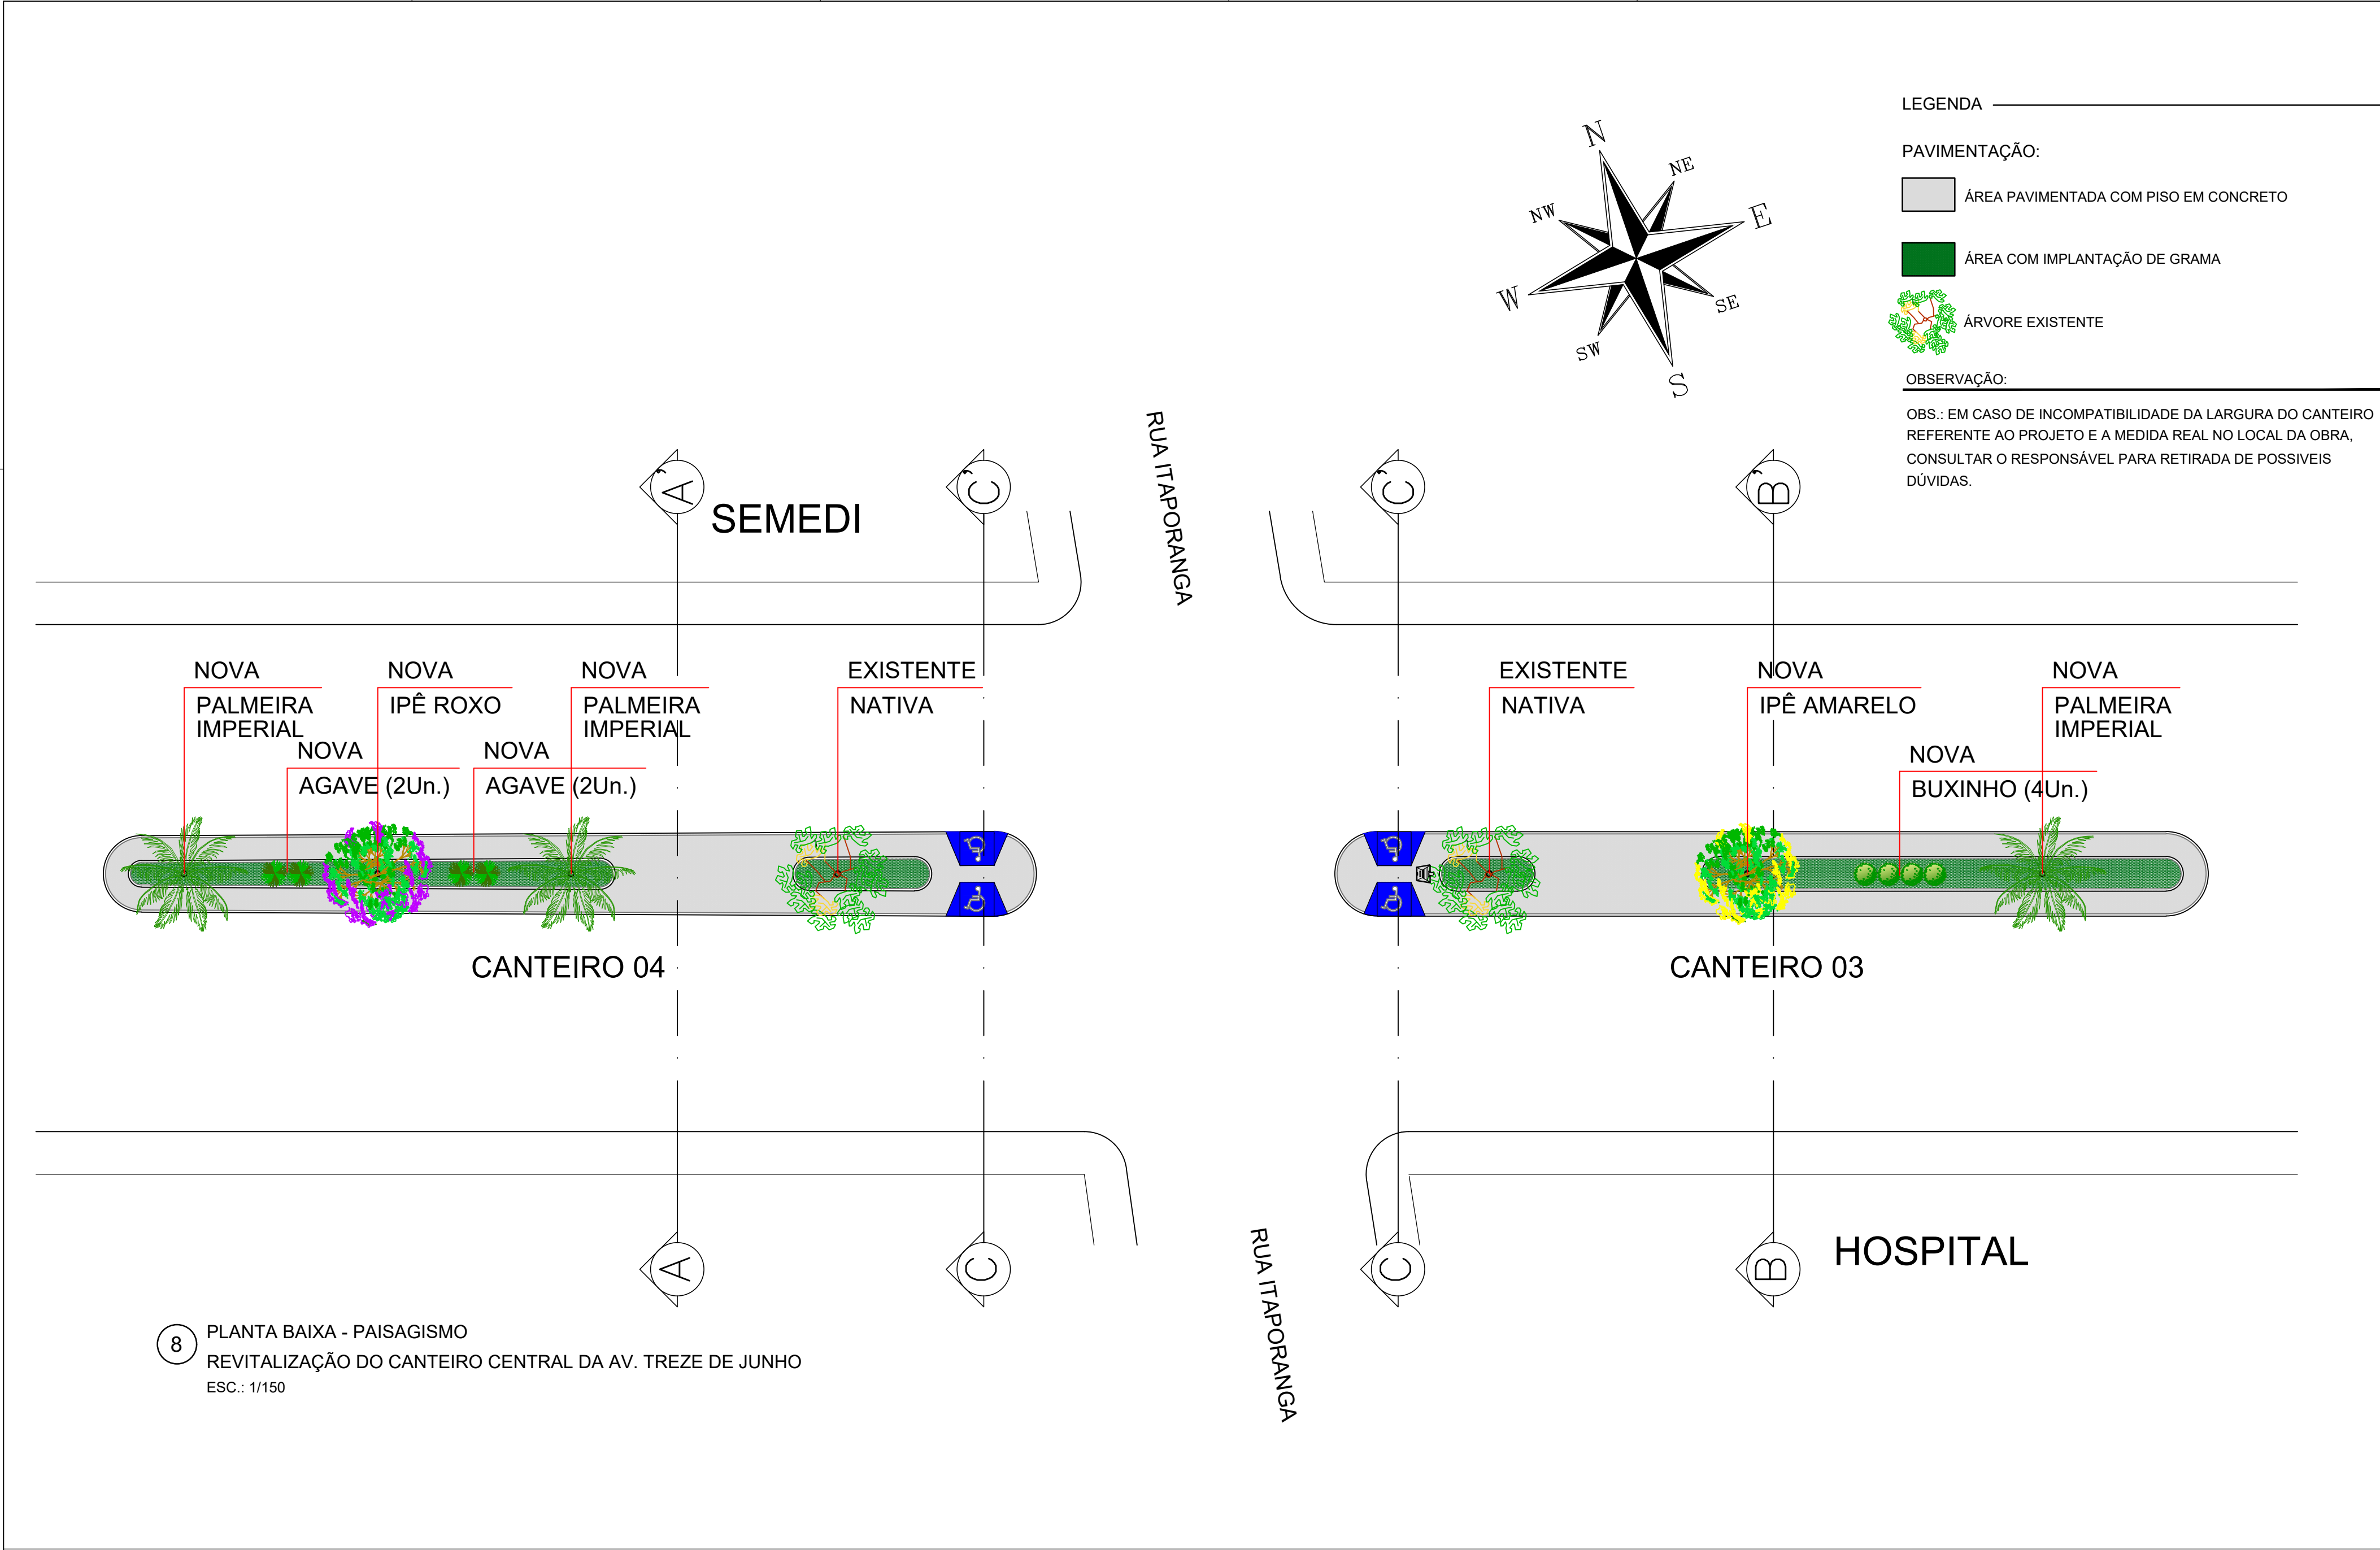 LEGENDA
PAVIMENTAÇÃO:
ÁREA PAVIMENTADA COM PISO EM CONCRETO
ÁREA COM IMPLANTAÇÃO DE GRAMA
ÁRVORE EXISTENTE
OBSERVAÇÃO:
OBS.: EM CASO DE INCOMPATIBILIDADE DA LARGURA DO CANTEIRO
REFERENTE AO PROJETO E A MEDIDA REAL NO LOCAL DA OBRA,
CONSULTAR O RESPONSÁVEL PARA RETIRADA DE POSSIVEIS
DÚVIDAS.
N
NE
E
SE
S
SW
W
NW
A'
SEMEDI
C'
RUA ITAPORANGA
C'
B'
NOVA
PALMEIRA
IMPERIAL
NOVA
IPÊ ROXO
NOVA
PALMEIRA
IMPERIAL
EXISTENTE
NATIVA
NOVA
AGAVE (2Un.)
NOVA
AGAVE (2Un.)
EXISTENTE
NATIVA
NOVA
IPÊ AMARELO
NOVA
PALMEIRA
IMPERIAL
NOVA
BUXINHO (4Un.)
CANTEIRO 04
CANTEIRO 03
A
C
RUA ITAPORANGA
C
B
HOSPITAL
8
PLANTA BAIXA - PAISAGISMO
REVITALIZAÇÃO DO CANTEIRO CENTRAL DA AV. TREZE DE JUNHO
ESC.: 1/150